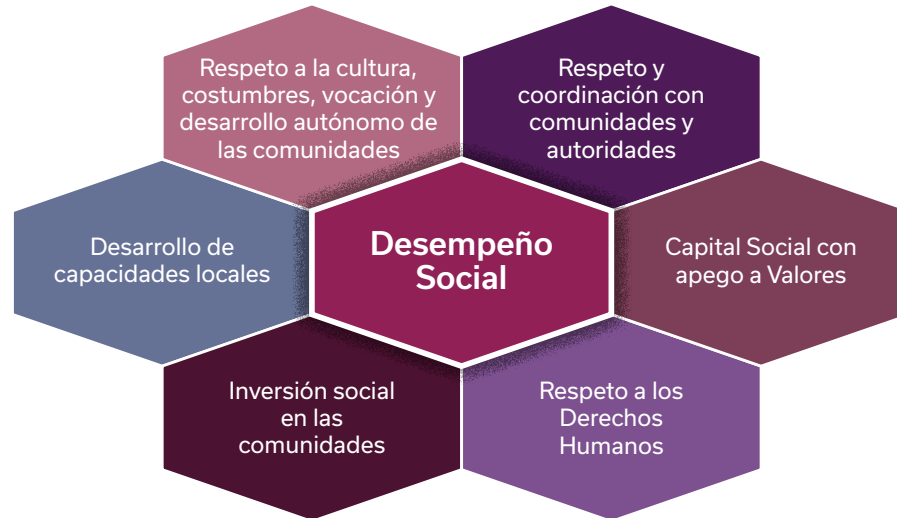 Respeto a la cultura,
costumbres, vocación y
desarrollo autónomo de
las comunidades
Respeto y
coordinación con
comunidades y
autoridades
Desarrollo de
capacidades locales
Desempeño
Social
Capital Social con
apego a Valores
Inversión social
en las
comunidades
Respeto a los
Derechos
Humanos